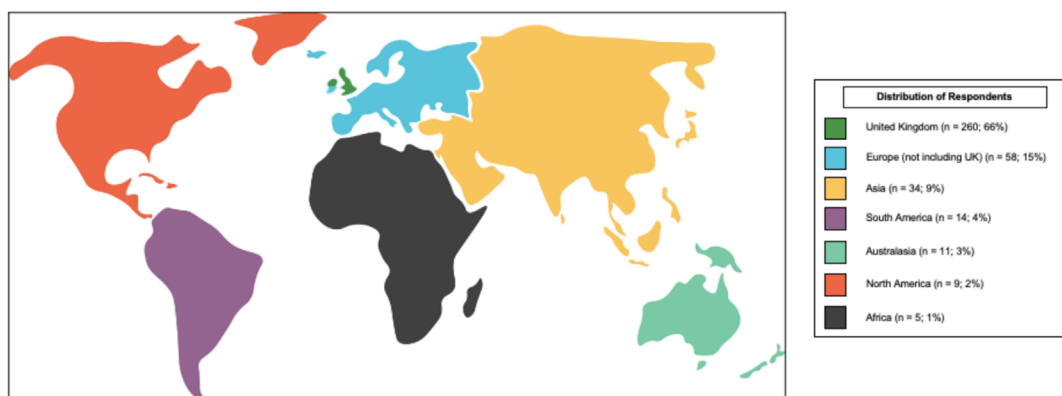 Distribution of Respondents
United Kingdom (n = 260; 66%)
Europe (not including UK) (n = 58; 15%)
Asia (n = 34; 9%)
South America (n = 14; 4%)
Australasia (n = 11; 3%)
North America (n = 9; 2%)
Africa (n = 5; 1%)